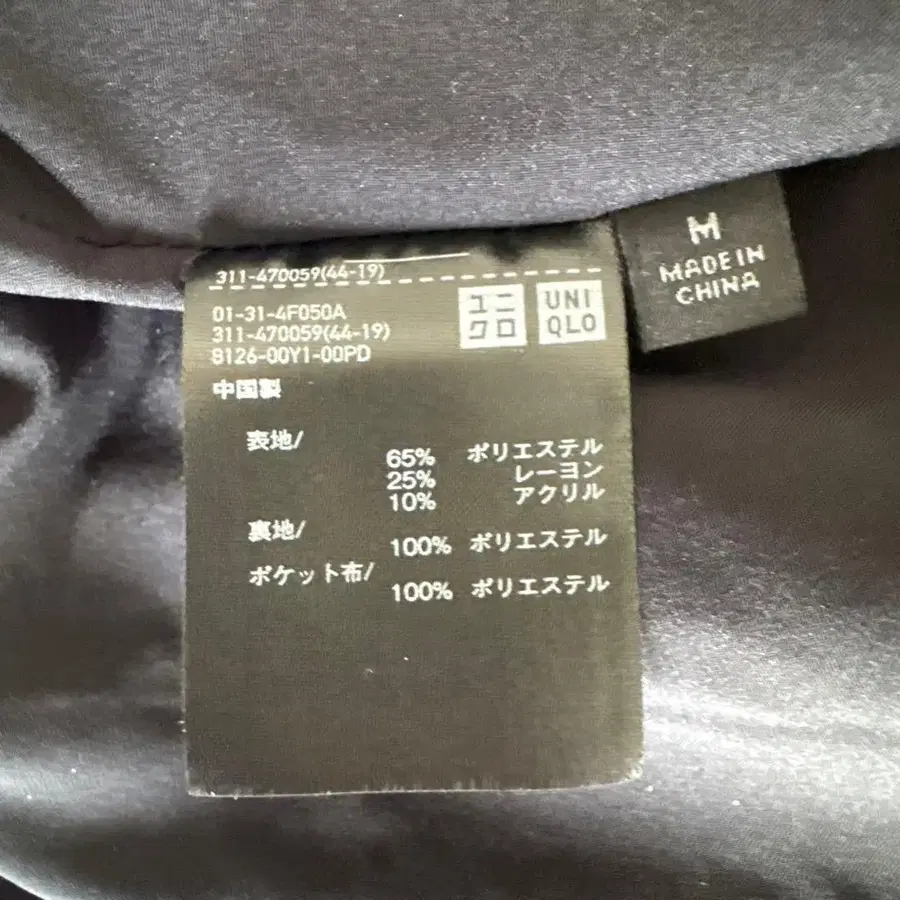 311-470059(44-19)
01-31-4F050A
311-470059(44-19)
8126-00Y1-00PD
ユニ
クロ
UNI
QLO
中国製
表地/
65% ポリエステル
25% レーヨン
10% アクリル
裏地/
100% ポリエステル
ポケット布/
100% ポリエステル
M
MADE IN
CHINA